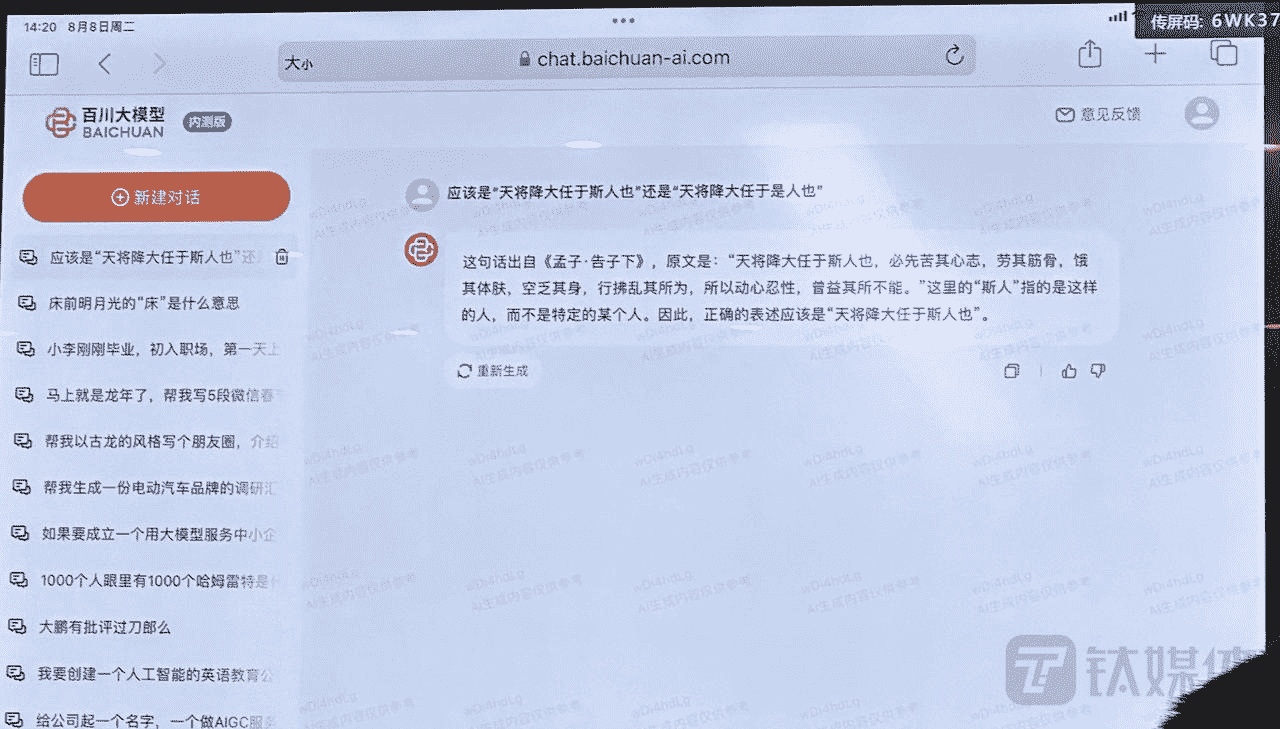 14:20 8月8日周二
传屏码: 6WK37
大小
chat.baichuan-ai.com
百川大模型
BAICHUAN
内测版
意见反馈
新建对话
应该是“天将降大任于斯人也”还是
床前明月光的“床”是什么意思
小李刚刚毕业，初入职场，第一天上
马上就是龙年了，帮我写5段微信春节
帮我以古龙的风格写个朋友圈，介绍
帮我生成一份电动汽车品牌的调研汇
如果要成立一个用大模型服务中小企
1000个人眼里有1000个哈姆雷特是什
大鹏有批评过刀郎么
我要创建一个人工智能的英语教育公
给公司起一个名字，一个做AIGC服务
应该是“天将降大任于斯人也”还是“天将降大任于是人也”
这句话出自《孟子·告子下》，原文是：“天将降大任于斯人也，必先苦其心志，劳其筋骨，饿
其体肤，空乏其身，行拂乱其所为，所以动心忍性，曾益其所不能。”这里的“斯人”指的是这样
的人，而不是特定的某个人。因此，正确的表述应该是“天将降大任于斯人也”。
重新生成
wDi4hdLg
AI生成内容仅供参考
钛媒体